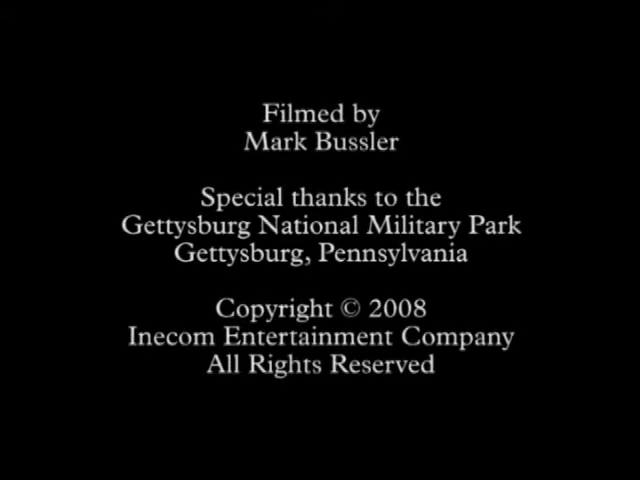 Filmed by
Mark Bussler
Special thanks to the
Gettysburg National Military Park
Gettysburg, Pennsylvania
Copyright © 2008
Inecom Entertainment Company
All Rights Reserved